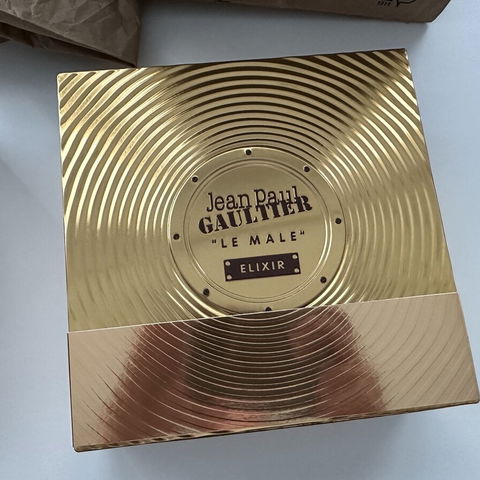 Jean Paul
GAULTIER
"LE MALE"
ELIXIR